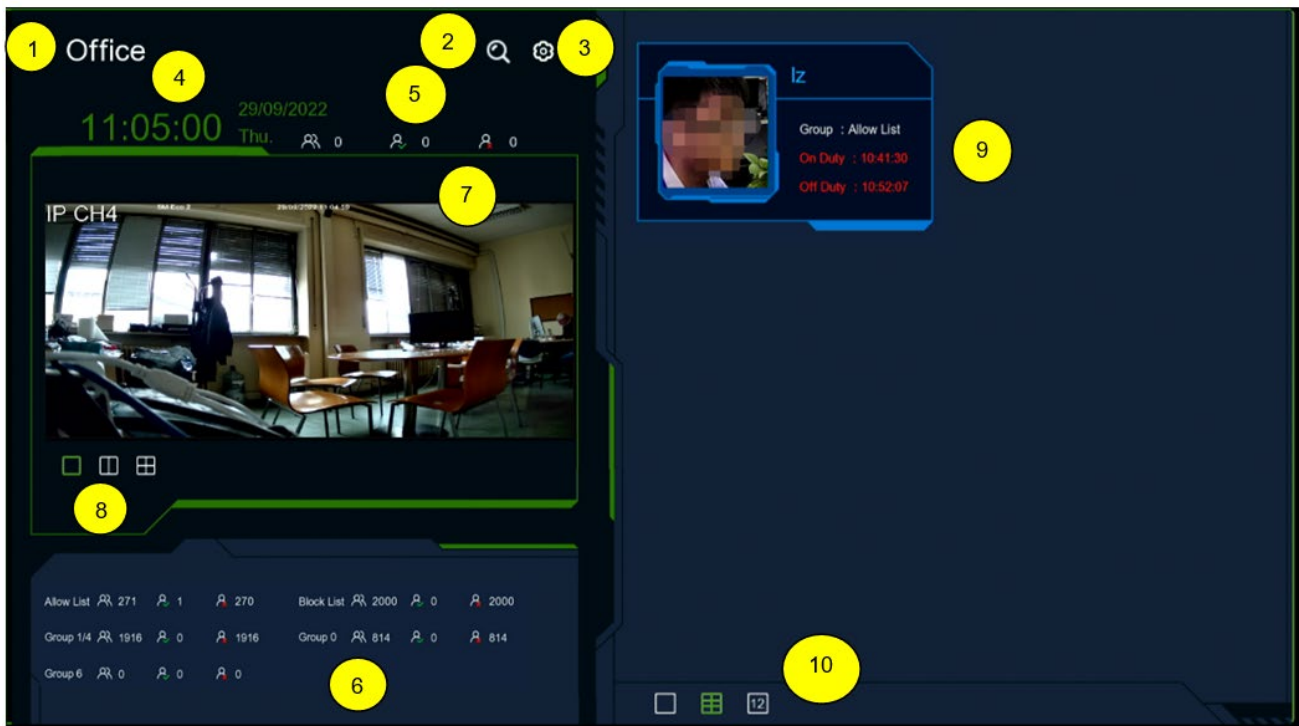 1 Office 2 3
4
5
11:05:00 29/09/2022
Thu. 0 0 0
7
IP CH4
8
Allow List 271 1 270 Block List 2000 0 2000
Group 1/4 1916 0 1916 Group 0 814 0 814
Group 6 0 0 0
6
Iz
Group : Allow List
On Duty : 10:41:30
Off Duty : 10:52:07
9
10
12